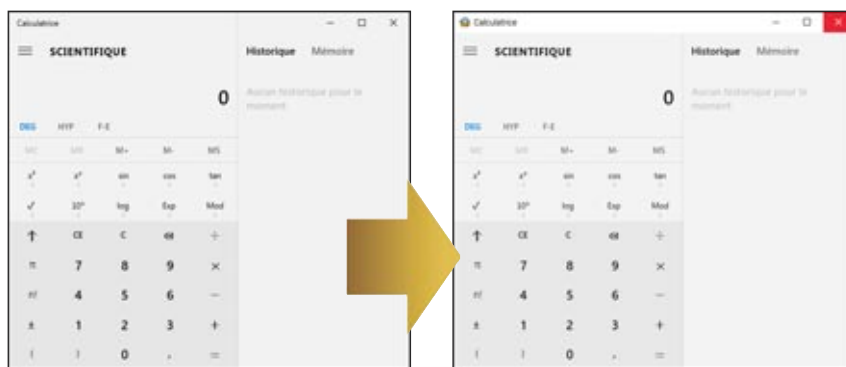 Calculatrice
SCIENTIFIQUE
Historique Mémoire
Aucun historique pour le
moment
0
DEG HYP F-E
MC MR M+ M- MS
x² xʸ sin cos tan
√ 10ˣ log Exp Mod
↑ CE C ⌫ ÷
π 7 8 9 ×
n! 4 5 6 −
± 1 2 3 +
( ) 0 , =
Calculatrice
SCIENTIFIQUE
Historique Mémoire
Aucun historique pour le
moment
0
DEG HYP F-E
MC MR M+ M- MS
x² xʸ sin cos tan
√ 10ˣ log Exp Mod
↑ CE C ⌫ ÷
π 7 8 9 ×
n! 4 5 6 −
± 1 2 3 +
( ) 0 , =